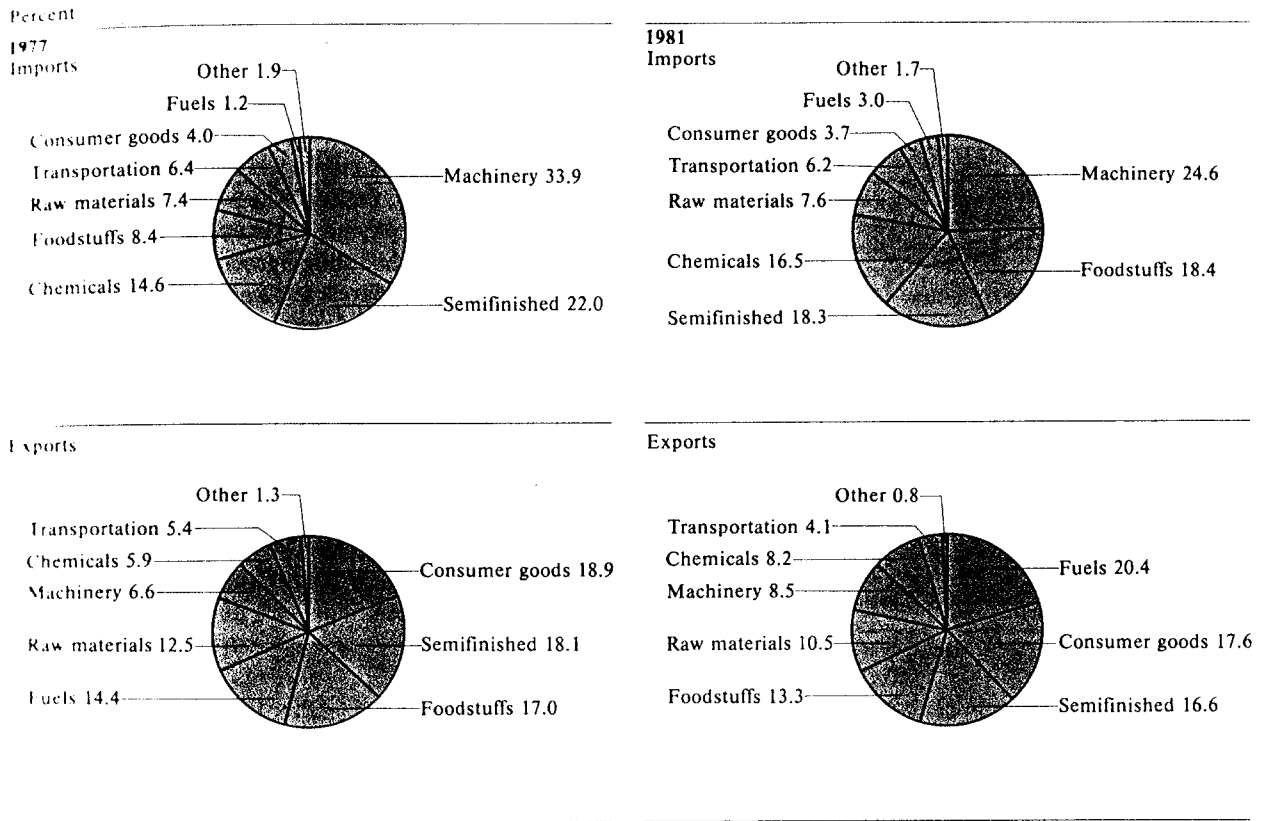 Percent
1977
Imports
Other 1.9
Fuels 1.2
Consumer goods 4.0
Transportation 6.4
Raw materials 7.4
Foodstuffs 8.4
Chemicals 14.6
Machinery 33.9
Semifinished 22.0
1981
Imports
Other 1.7
Fuels 3.0
Consumer goods 3.7
Transportation 6.2
Raw materials 7.6
Chemicals 16.5
Semifinished 18.3
Machinery 24.6
Foodstuffs 18.4
Exports
Other 1.3
Transportation 5.4
Chemicals 5.9
Machinery 6.6
Raw materials 12.5
Fuels 14.4
Consumer goods 18.9
Semifinished 18.1
Foodstuffs 17.0
Exports
Other 0.8
Transportation 4.1
Chemicals 8.2
Machinery 8.5
Raw materials 10.5
Foodstuffs 13.3
Fuels 20.4
Consumer goods 17.6
Semifinished 16.6